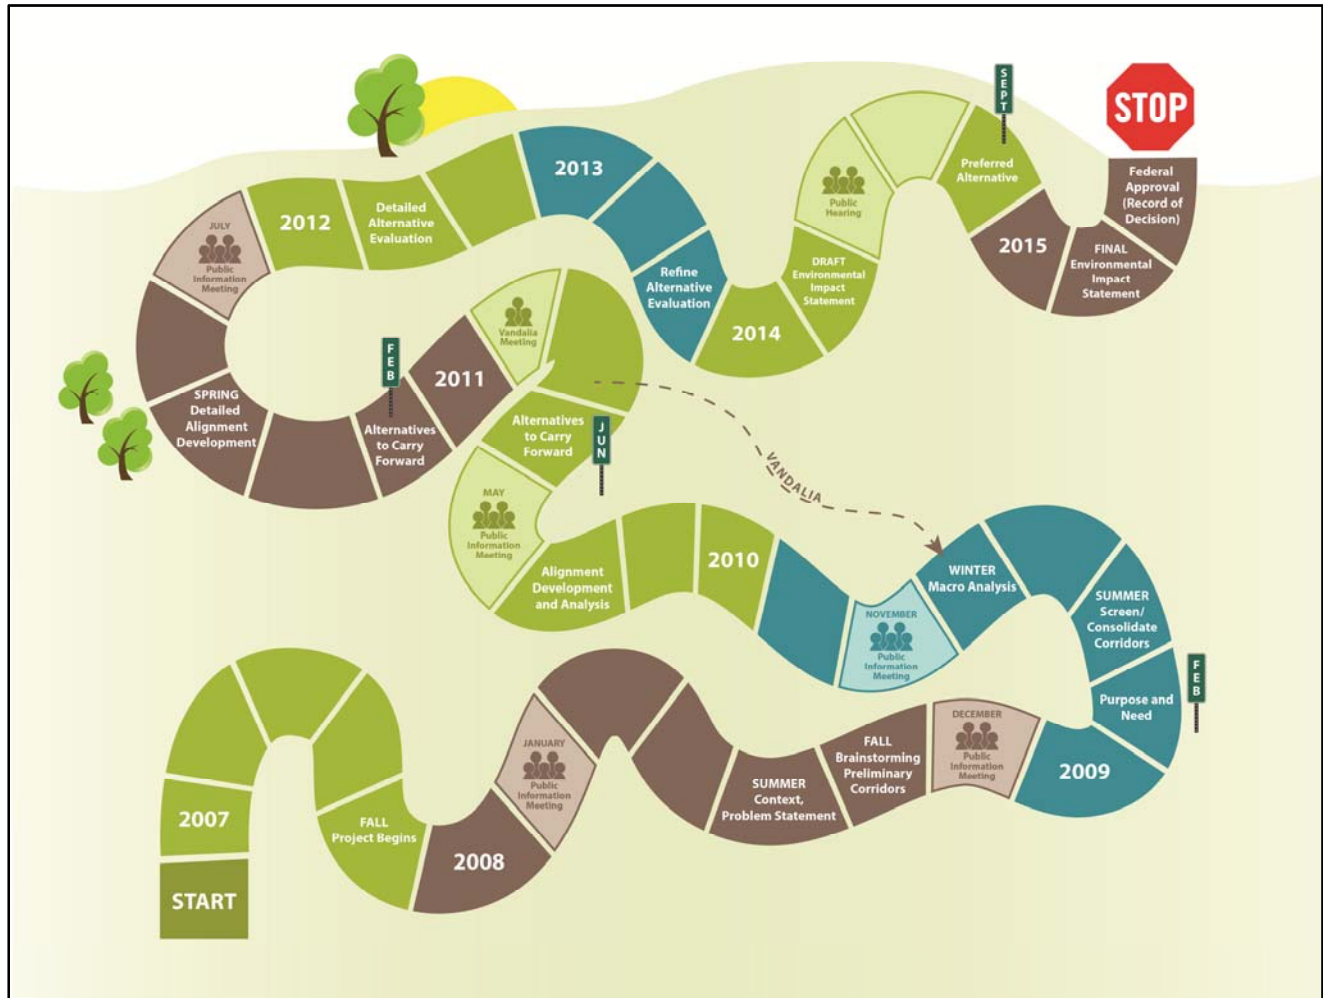 START
2007
FALL
Project Begins
2008
JANUARY
Public
Information
Meeting
SUMMER
Context,
Problem Statement
FALL
Brainstorming
Preliminary
Corridors
DECEMBER
Public
Information
Meeting
2009
Purpose and
Need
FEB
SUMMER
Screen/
Consolidate
Corridors
WINTER
Macro Analysis
NOVEMBER
Public
Information
Meeting
2010
Alignment
Development
and Analysis
MAY
Public
Information
Meeting
Alternatives
to Carry
Forward
JUN
VANDALIA
Vandalia
Meeting
2011
Alternatives
to Carry
Forward
FEB
SPRING
Detailed
Alignment
Development
JULY
Public
Information
Meeting
2012
Detailed
Alternative
Evaluation
2013
Refine
Alternative
Evaluation
2014
DRAFT
Environmental
Impact
Statement
Public
Hearing
Preferred
Alternative
SEPT
2015
FINAL
Environmental
Impact
Statement
Federal
Approval
(Record of
Decision)
STOP